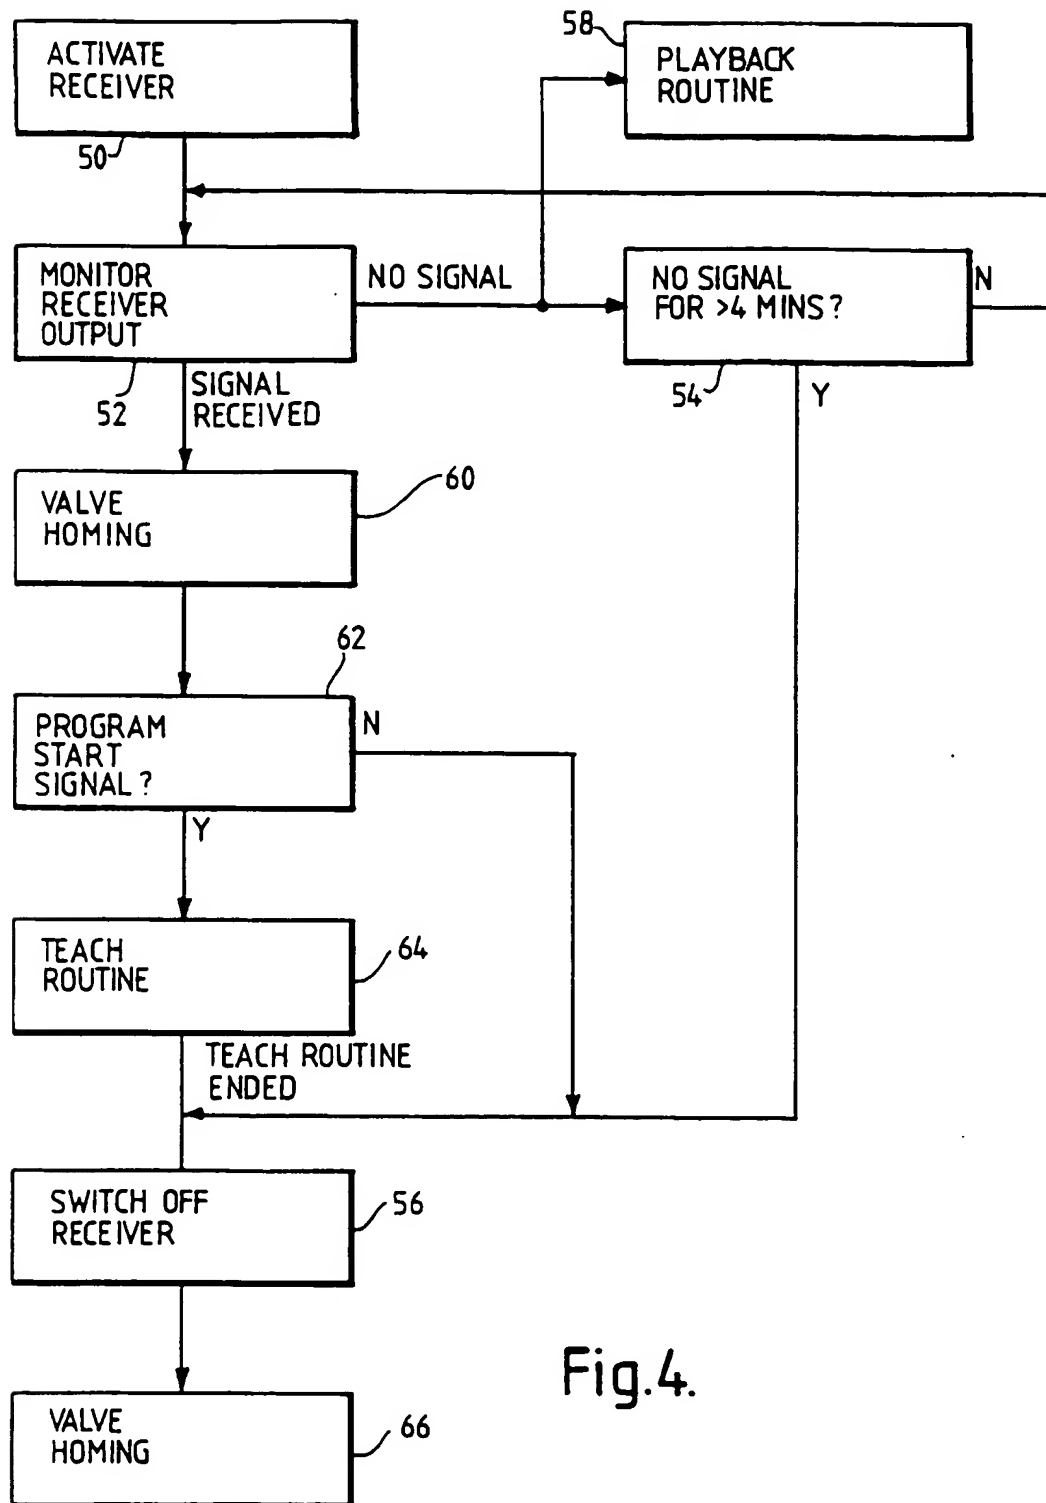 ACTIVATE
RECEIVER
50
58
PLAYBACK
ROUTINE
MONITOR
RECEIVER
OUTPUT
52
NO SIGNAL
NO SIGNAL
FOR >4 MINS?
54
N
Y
SIGNAL
RECEIVED
VALVE
HOMING
60
62
PROGRAM
START
SIGNAL?
N
Y
TEACH
ROUTINE
64
TEACH ROUTINE
ENDED
SWITCH OFF
RECEIVER
56
VALVE
HOMING
66
Fig.4.